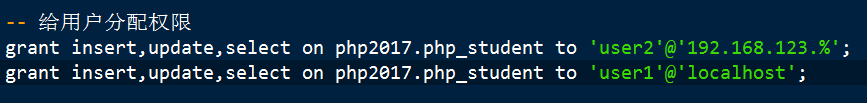 -- 给用户分配权限
grant insert,update,select on php2017.php_student to 'user2'@'192.168.123.%';
grant insert,update,select on php2017.php_student to 'user1'@'localhost';